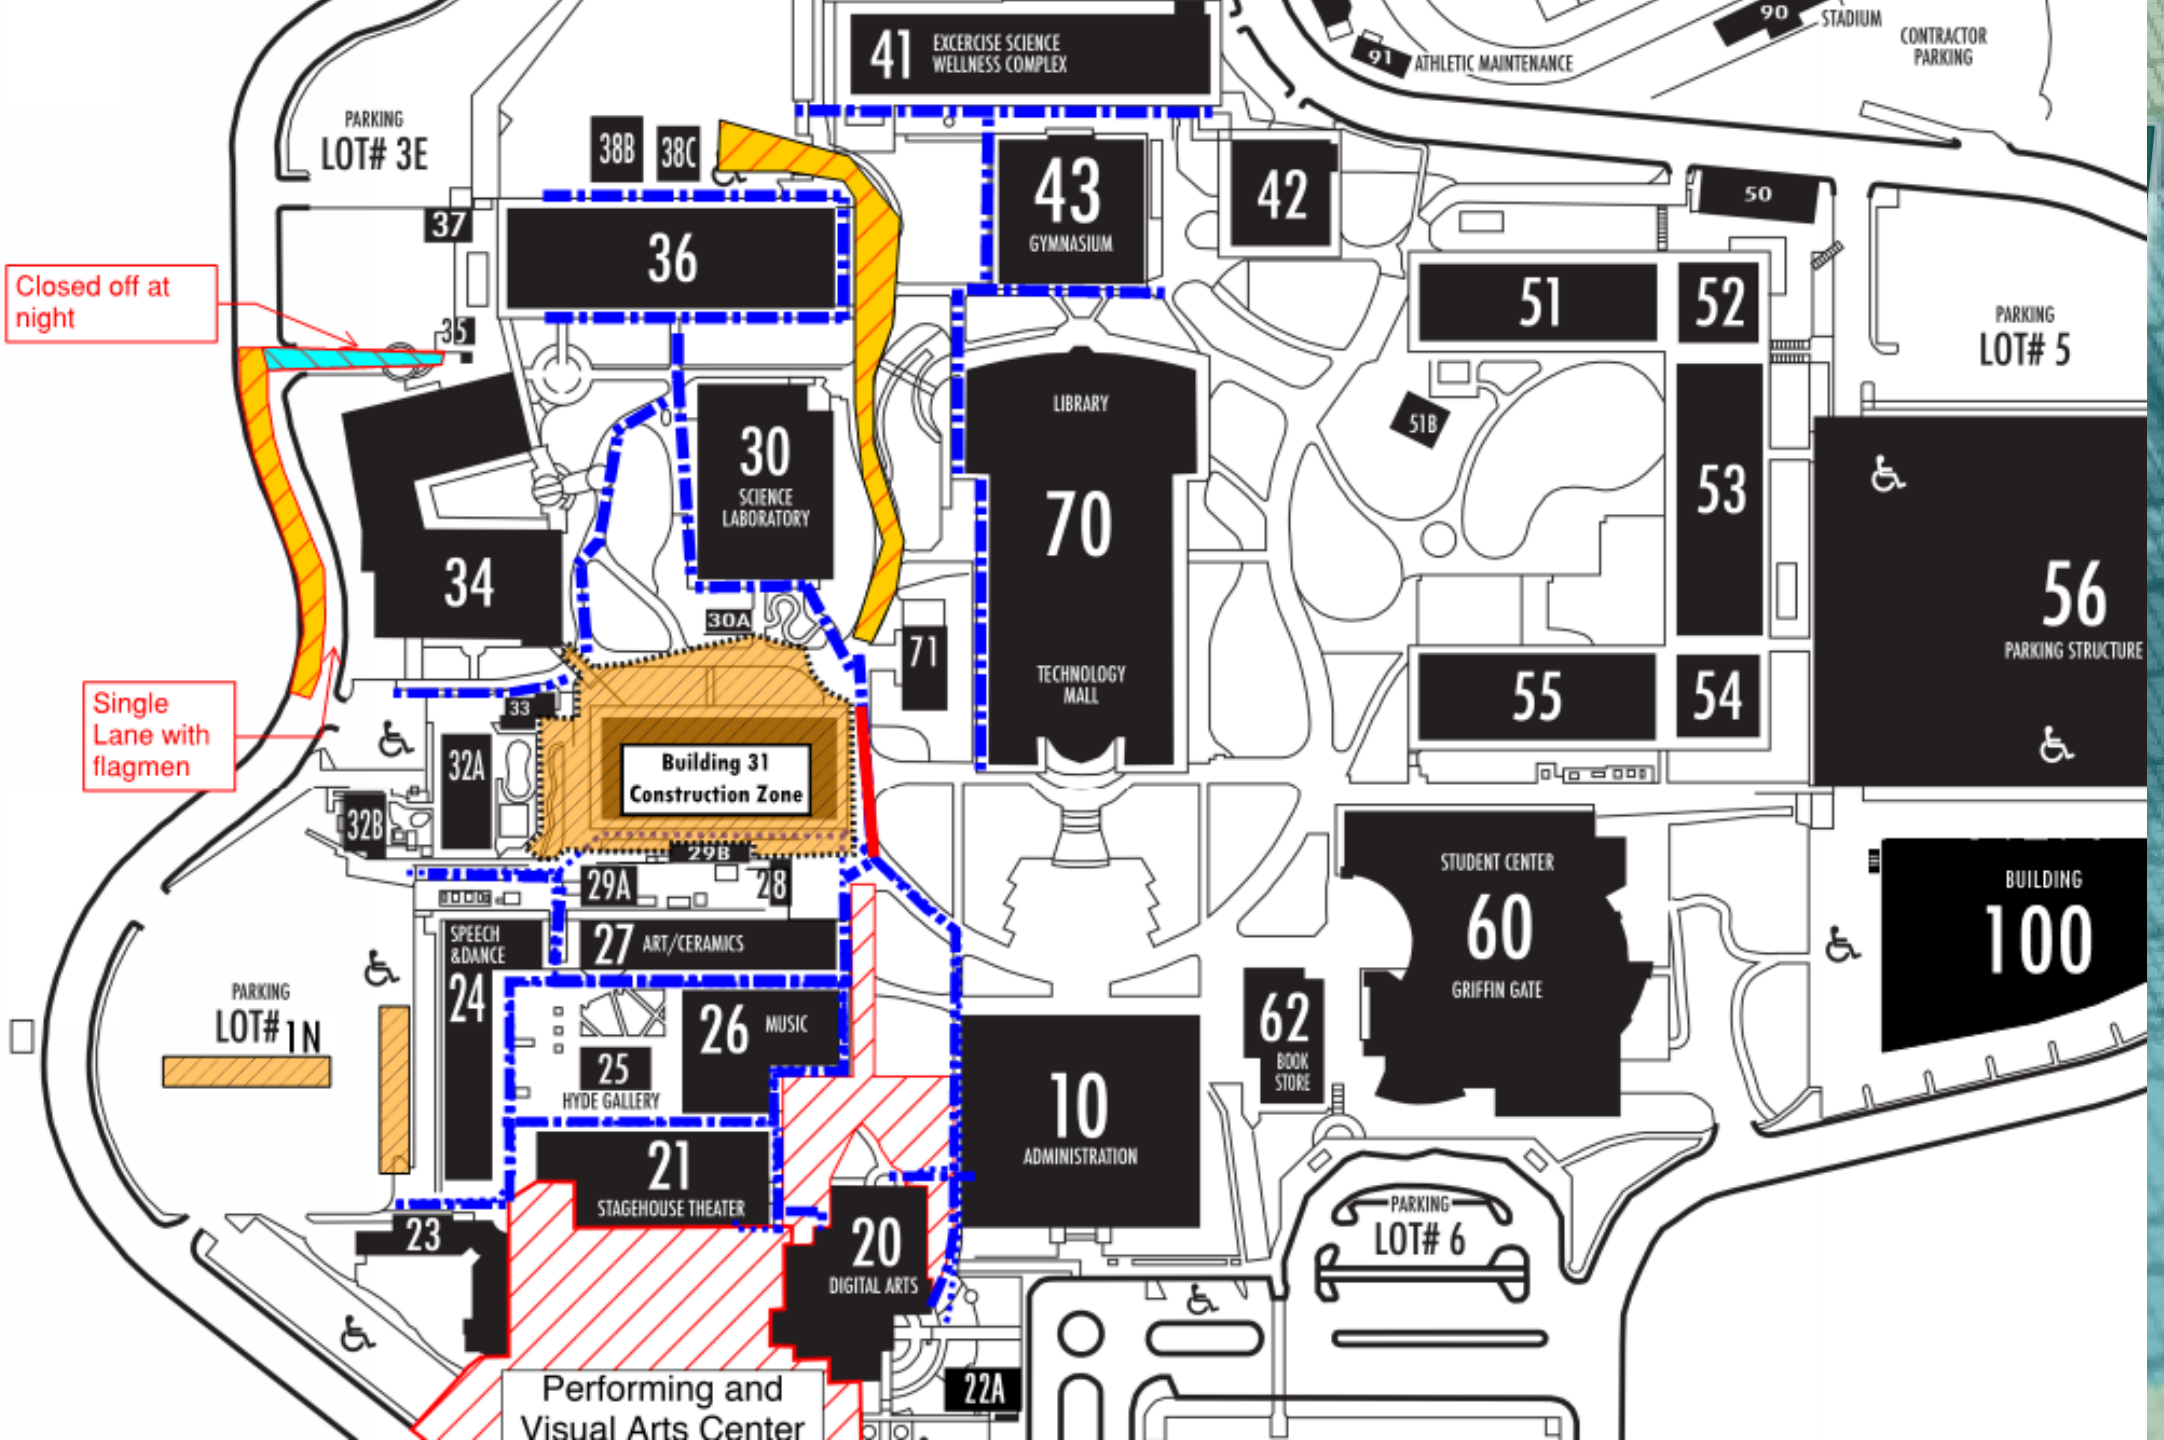 90
STADIUM
CONTRACTOR
PARKING
41
EXCERCISE SCIENCE
WELLNESS COMPLEX
91
ATHLETIC MAINTENANCE
PARKING
LOT# 3E
38B
38C
43
GYMNASIUM
42
50
37
36
Closed off at
night
35
51
52
PARKING
LOT# 5
LIBRARY
30
SCIENCE
LABORATORY
51B
70
53
34
56
PARKING STRUCTURE
30A
71
TECHNOLOGY
MALL
55
54
Single
Lane with
flagmen
33
32A
Building 31
Construction Zone
32B
29B
29A
28
STUDENT CENTER
60
GRIFFIN GATE
BUILDING
100
SPEECH
&DANCE
24
27
ART/CERAMICS
PARKING
LOT# 1N
26
MUSIC
25
HYDE GALLERY
62
BOOK
STORE
10
ADMINISTRATION
21
STAGEHOUSE THEATER
23
20
DIGITAL ARTS
PARKING
LOT# 6
22A
Performing and
Visual Arts Center